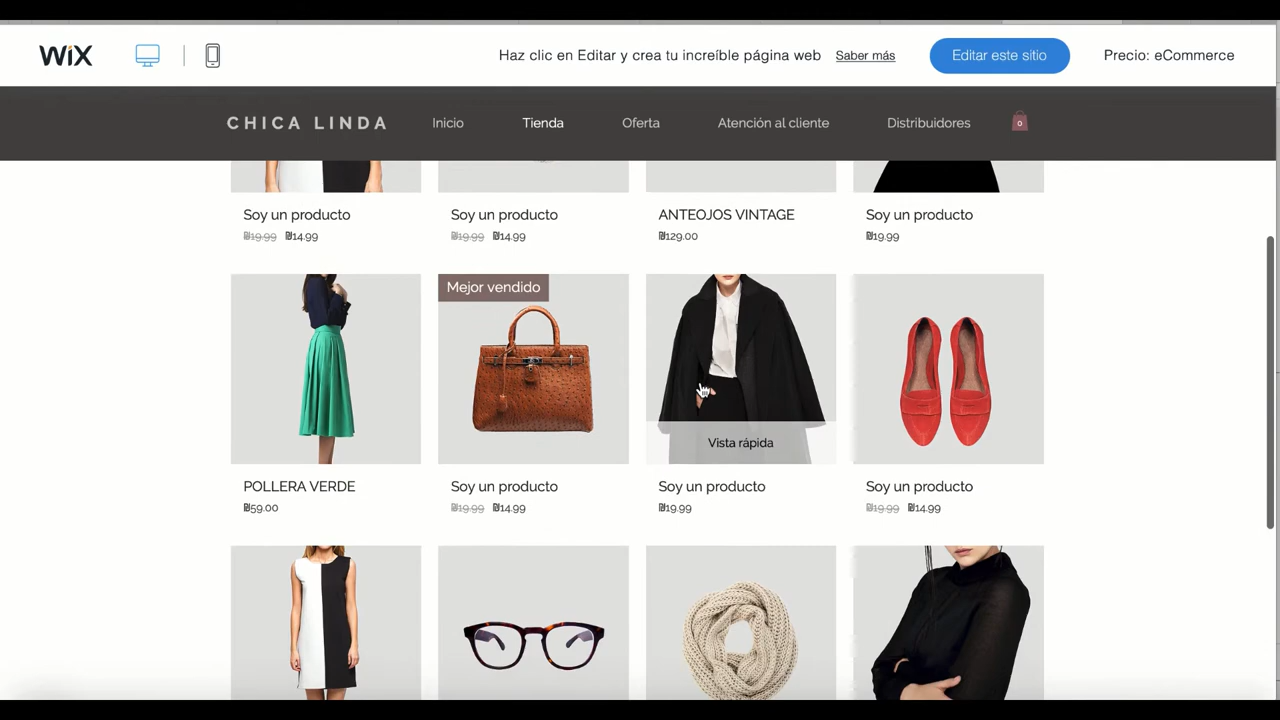 WiX
Haz clic en Editar y crea tu increíble página web Saber más Editar este sitio Precio: eCommerce
CHICA LINDA Inicio Tienda Oferta Atención al cliente Distribuidores 0
Soy un producto Soy un producto ANTEOJOS VINTAGE Soy un producto
₪19.99 ₪14.99 ₪19.99 ₪14.99 ₪129.00 ₪19.99
Mejor vendido
Vista rápida
POLLERA VERDE Soy un producto Soy un producto Soy un producto
₪59.00 ₪19.99 ₪14.99 ₪19.99 ₪19.99 ₪14.99